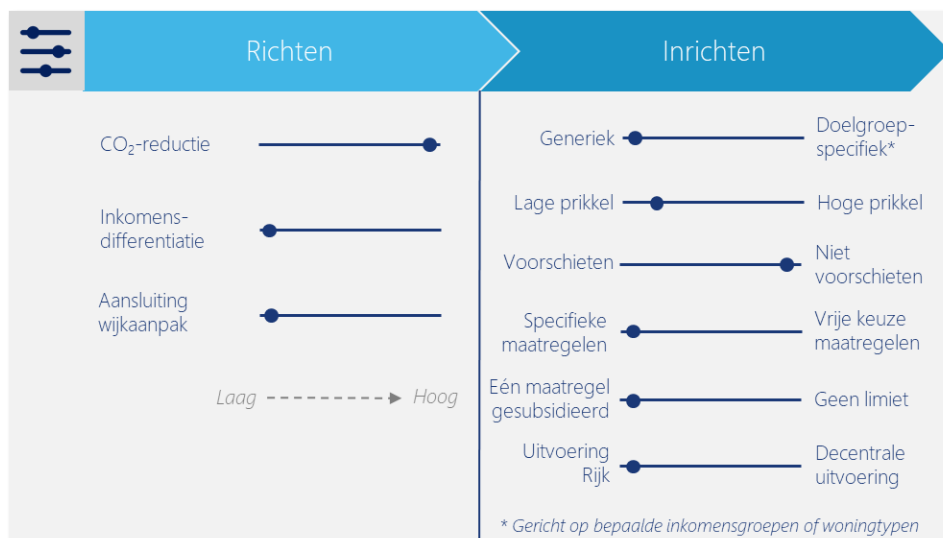 Richten
Inrichten
CO₂-reductie
Inkomens-
differentiatie
Aansluiting
wijkaanpak
Laag
Hoog
Generiek
Doelgroep-
specifiek*
Lage prikkel
Hoge prikkel
Voorschieten
Niet
voorschieten
Specifieke
maatregelen
Vrije keuze
maatregelen
Eén maatregel
gesubsidieerd
Geen limiet
Uitvoering
Rijk
Decentrale
uitvoering
* Gericht op bepaalde inkomensgroepen of woningtypen